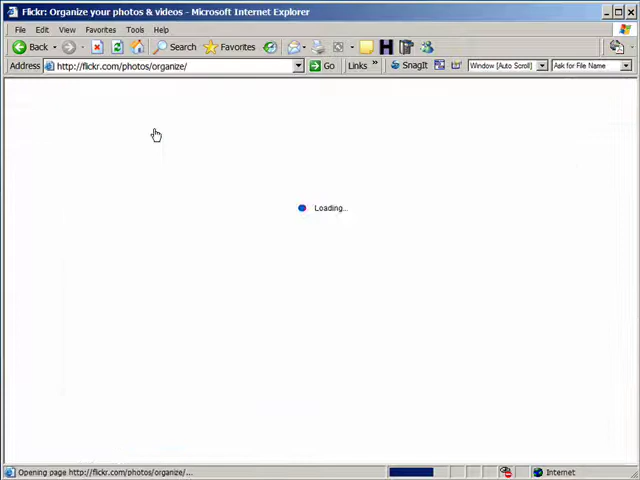 Flickr: Organize your photos & videos - Microsoft Internet Explorer
File Edit View Favorites Tools Help
Back Search Favorites
Address http://flickr.com/photos/organize/ Go Links » SnagIt Window [Auto Scroll] Ask for File Name
Loading...
Opening page http://flickr.com/photos/organize/... Internet